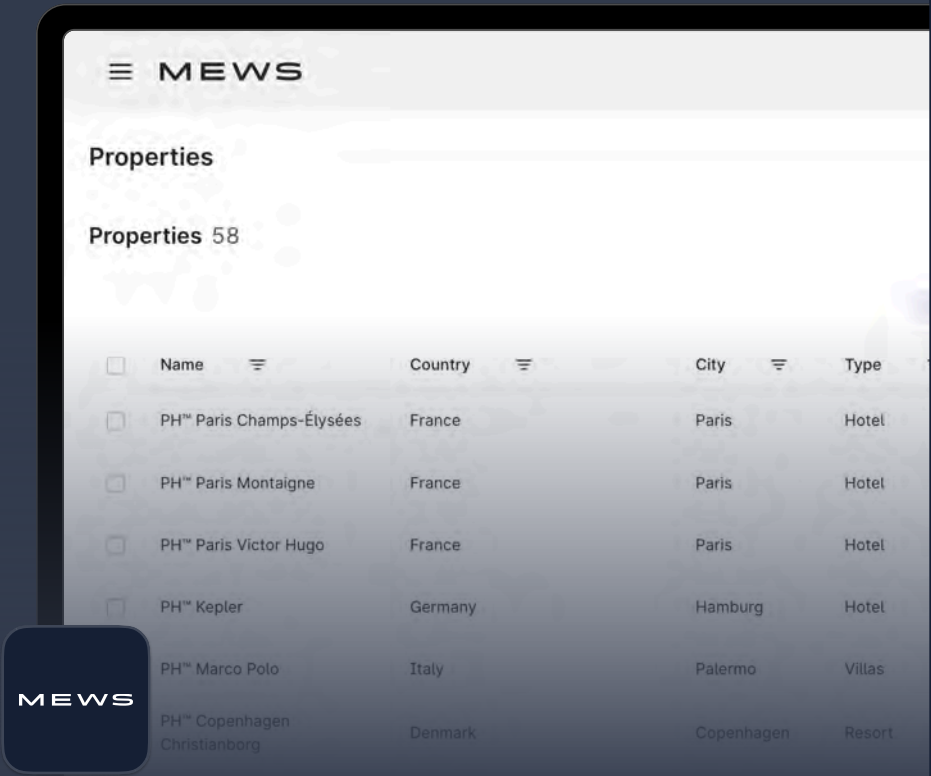 MEWS
Properties
Properties 58
Name Country City Type
PH™ Paris Champs-Élysées France Paris Hotel
PH™ Paris Montaigne France Paris Hotel
PH™ Paris Victor Hugo France Paris Hotel
PH™ Kepler Germany Hamburg Hotel
PH™ Marco Polo Italy Palermo Villas
PH™ Copenhagen
Christianborg Denmark Copenhagen Resort
MEWS